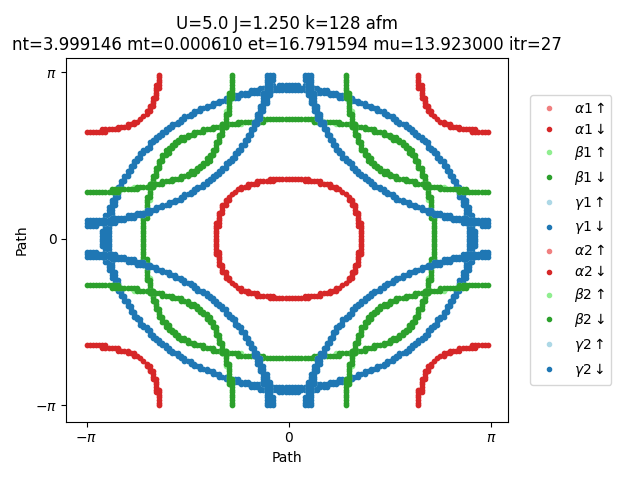 U=5.0 J=1.250 k=128 afm
nt=3.999146 mt=0.000610 et=16.791594 mu=13.923000 itr=27
π
0
−π
Path
−π
0
π
Path
α1↑
α1↓
β1↑
β1↓
γ1↑
γ1↓
α2↑
α2↓
β2↑
β2↓
γ2↑
γ2↓